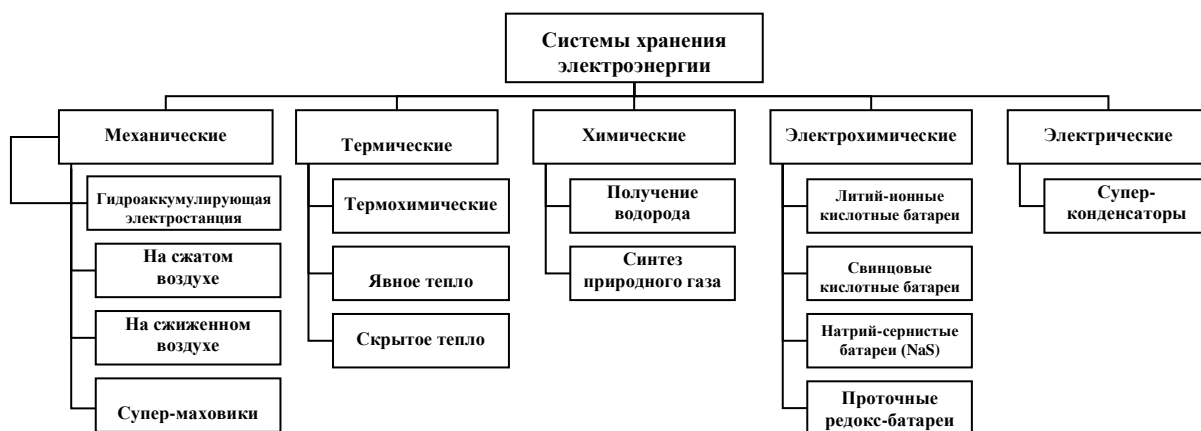 Системы хранения
электроэнергии
Механические
Гидроаккумулирующая
электростанция
На сжатом
воздухе
На сжиженном
воздухе
Супер-маховики
Термические
Термохимические
Явное тепло
Скрытое тепло
Химические
Получение
водорода
Синтез
природного газа
Электрохимические
Литий-ионные
кислотные батареи
Свинцовые
кислотные батареи
Натрий-сернистые
батареи (NaS)
Проточные
редокс-батареи
Электрические
Супер-
конденсаторы